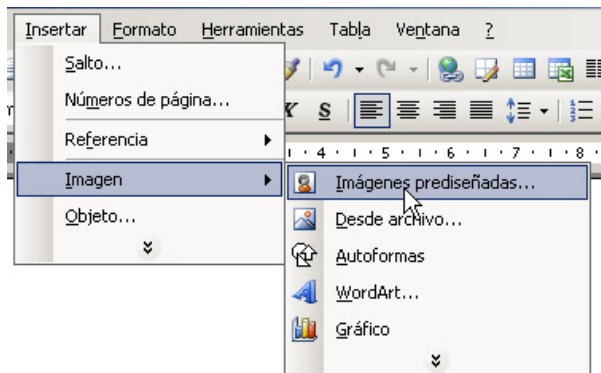 Insertar Formato Herramientas Tabla Ventana ?
Salto...
Números de página...
K S
Referencia
4 5 6 7 8
Imagen
Imágenes prediseñadas...
Objeto...
Desde archivo...
Autoformas
WordArt...
Gráfico